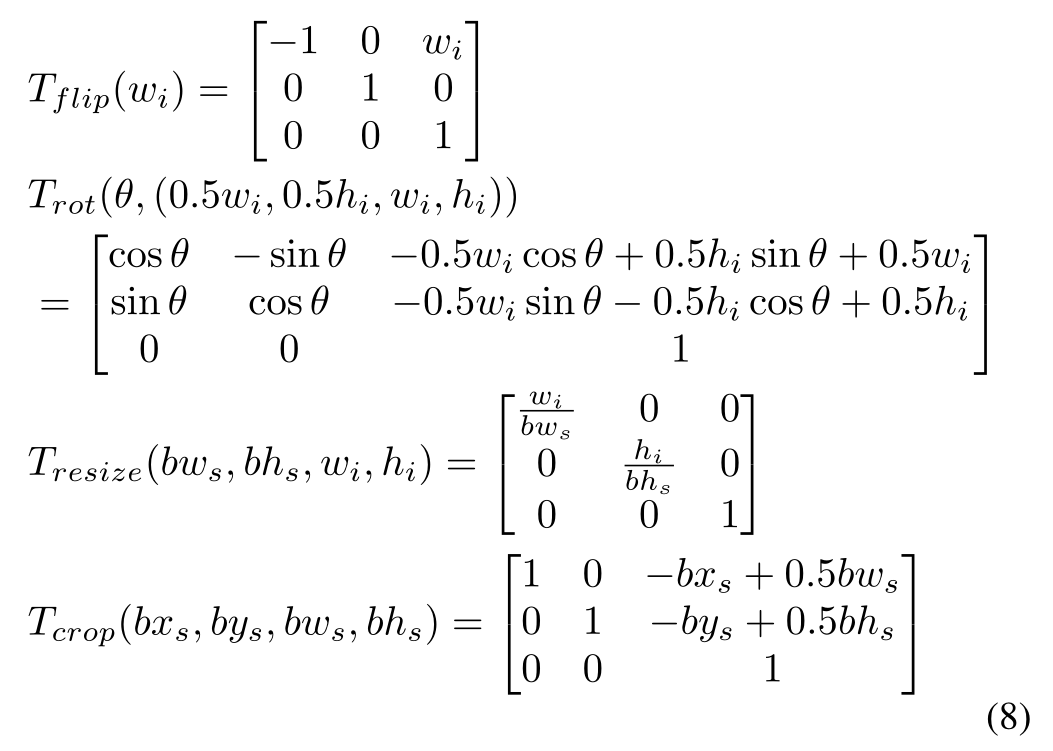 T_{flip}(w_i) = \begin{bmatrix} -1 & 0 & w_i \\ 0 & 1 & 0 \\ 0 & 0 & 1 \end{bmatrix}
T_{rot}(\theta, (0.5w_i, 0.5h_i, w_i, h_i))
= \begin{bmatrix} \cos\theta & -\sin\theta & -0.5w_i\cos\theta + 0.5h_i\sin\theta + 0.5w_i \\ \sin\theta & \cos\theta & -0.5w_i\sin\theta - 0.5h_i\cos\theta + 0.5h_i \\ 0 & 0 & 1 \end{bmatrix}
T_{resize}(bw_s, bh_s, w_i, h_i) = \begin{bmatrix} \frac{w_i}{bw_s} & 0 & 0 \\ 0 & \frac{h_i}{bh_s} & 0 \\ 0 & 0 & 1 \end{bmatrix}
T_{crop}(bx_s, by_s, bw_s, bh_s) = \begin{bmatrix} 1 & 0 & -bx_s + 0.5bw_s \\ 0 & 1 & -by_s + 0.5bh_s \\ 0 & 0 & 1 \end{bmatrix}
(8)